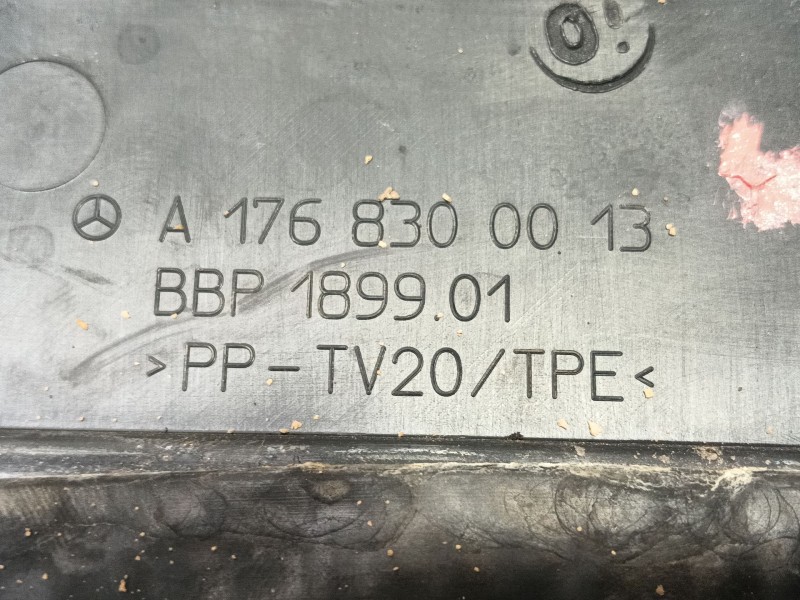 A 176 830 00 13
BBP 1899 01
>PP-TV20/TPE<